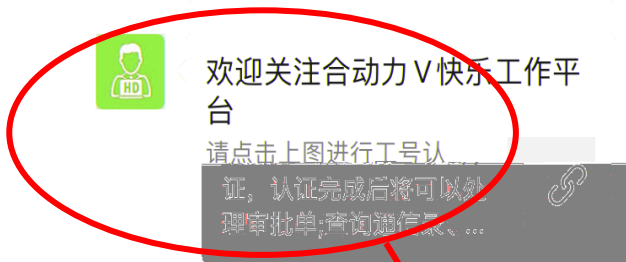 HD
欢迎关注合动力V快乐工作平
台
请点击上图进行工号认
证，认证完成后将可以处
理审批单;查询通信录、...